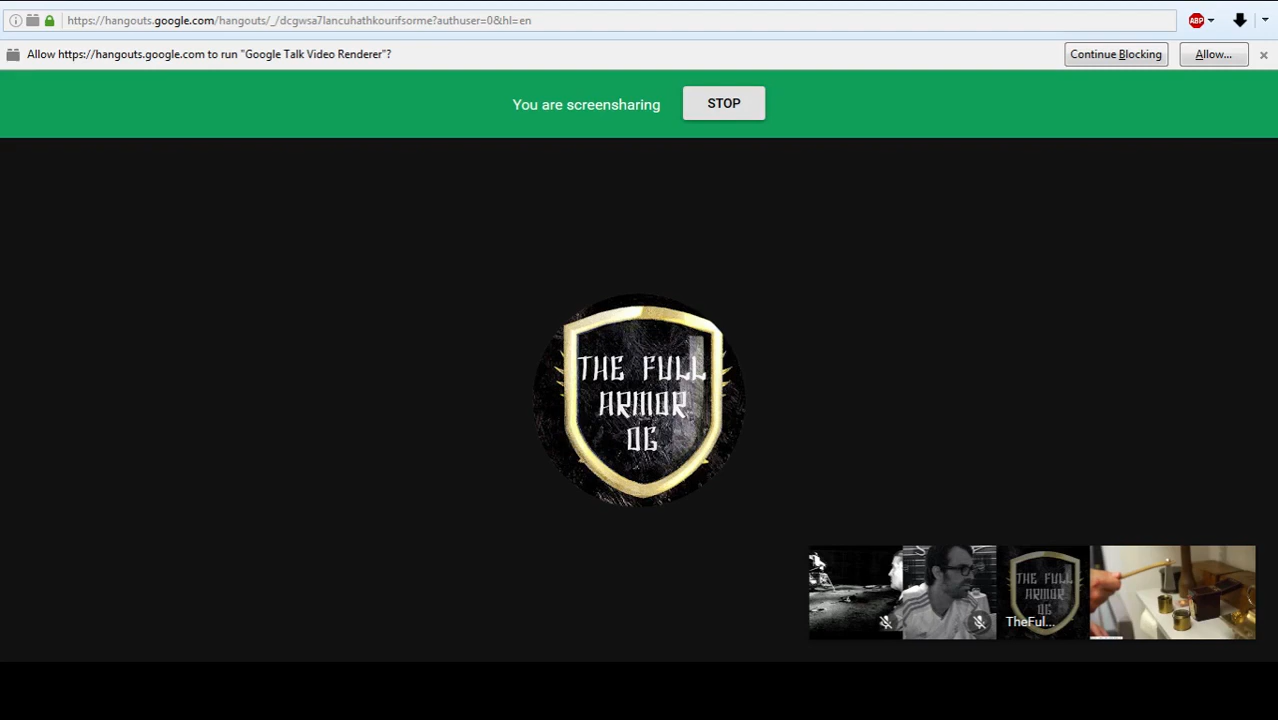 https://hangouts.google.com/hangouts/_/dcgwsa7lancuhathkourifsorme?authuser=0&hl=en
ABP
Allow https://hangouts.google.com to run "Google Talk Video Renderer"?
Continue Blocking
Allow...
You are screensharing
STOP
THE FULL
ARMOR
OG
THE FULL
ARMOR
OG
TheFul...